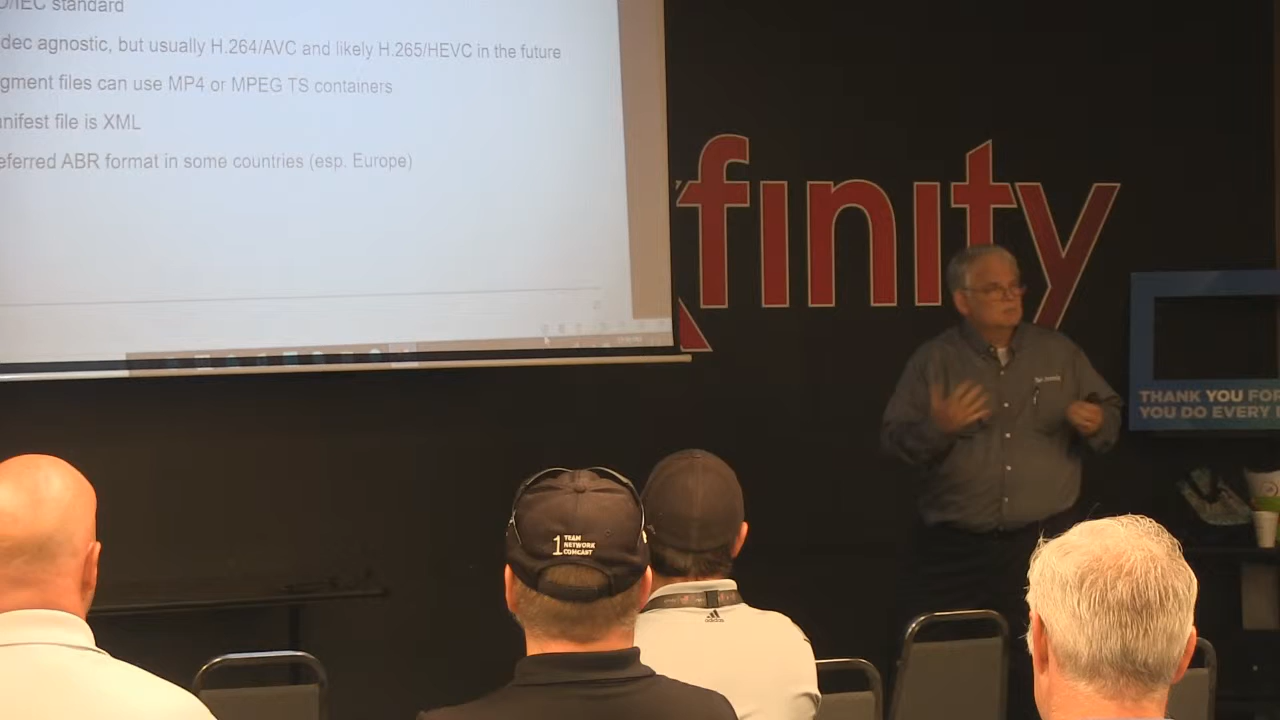 O/IEC standard
dec agnostic, but usually H.264/AVC and likely H.265/HEVC in the future
gment files can use MP4 or MPEG TS containers
nifest file is XML
eferred ABR format in some countries (esp. Europe)
xfinity
THANK YOU FOR
YOU DO EVERY
1 TEAM
NETWORK
COMCAST
adidas